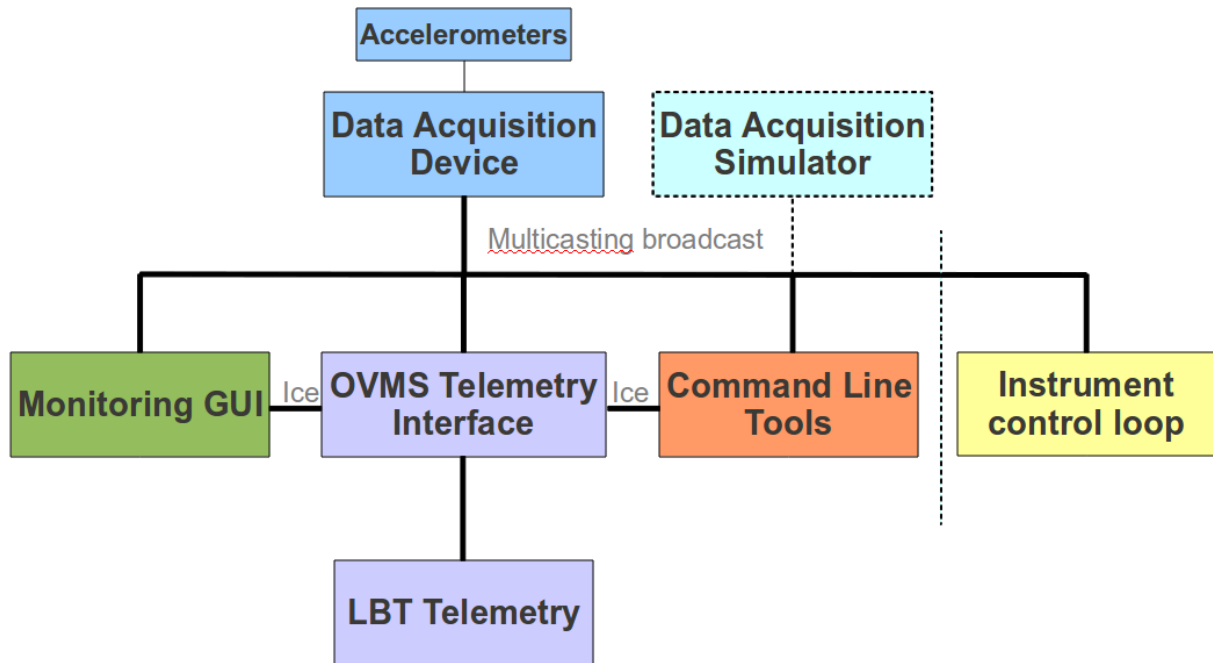 Accelerometers
Data Acquisition
Device
Data Acquisition
Simulator
Multicasting broadcast
Monitoring GUI
Ice
OVMS Telemetry
Interface
Ice
Command Line
Tools
Instrument
control loop
LBT Telemetry